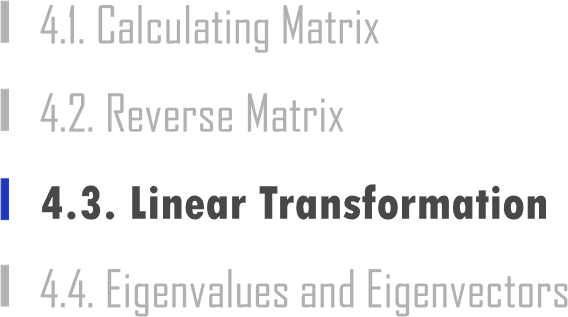 4.1. Calculating Matrix
4.2. Reverse Matrix
4.3. Linear Transformation
4.4. Eigenvalues and Eigenvectors